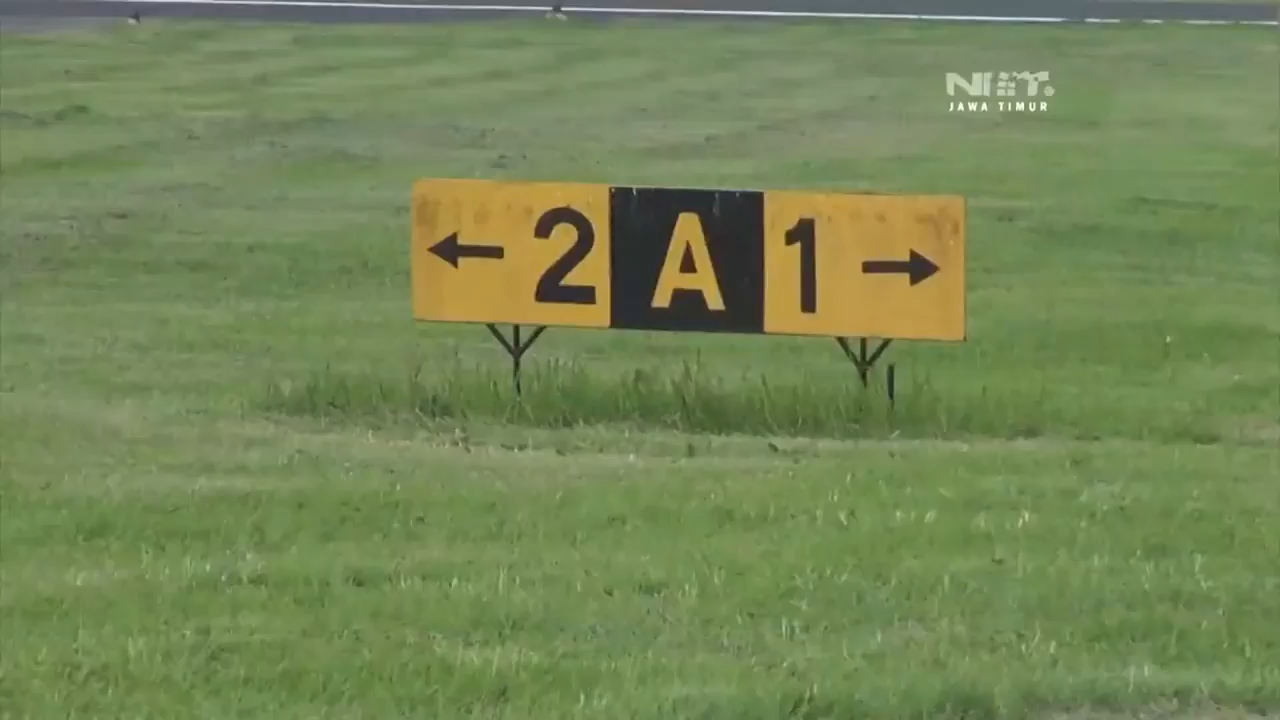 NET.
JAWA TIMUR
← 2 A 1 →